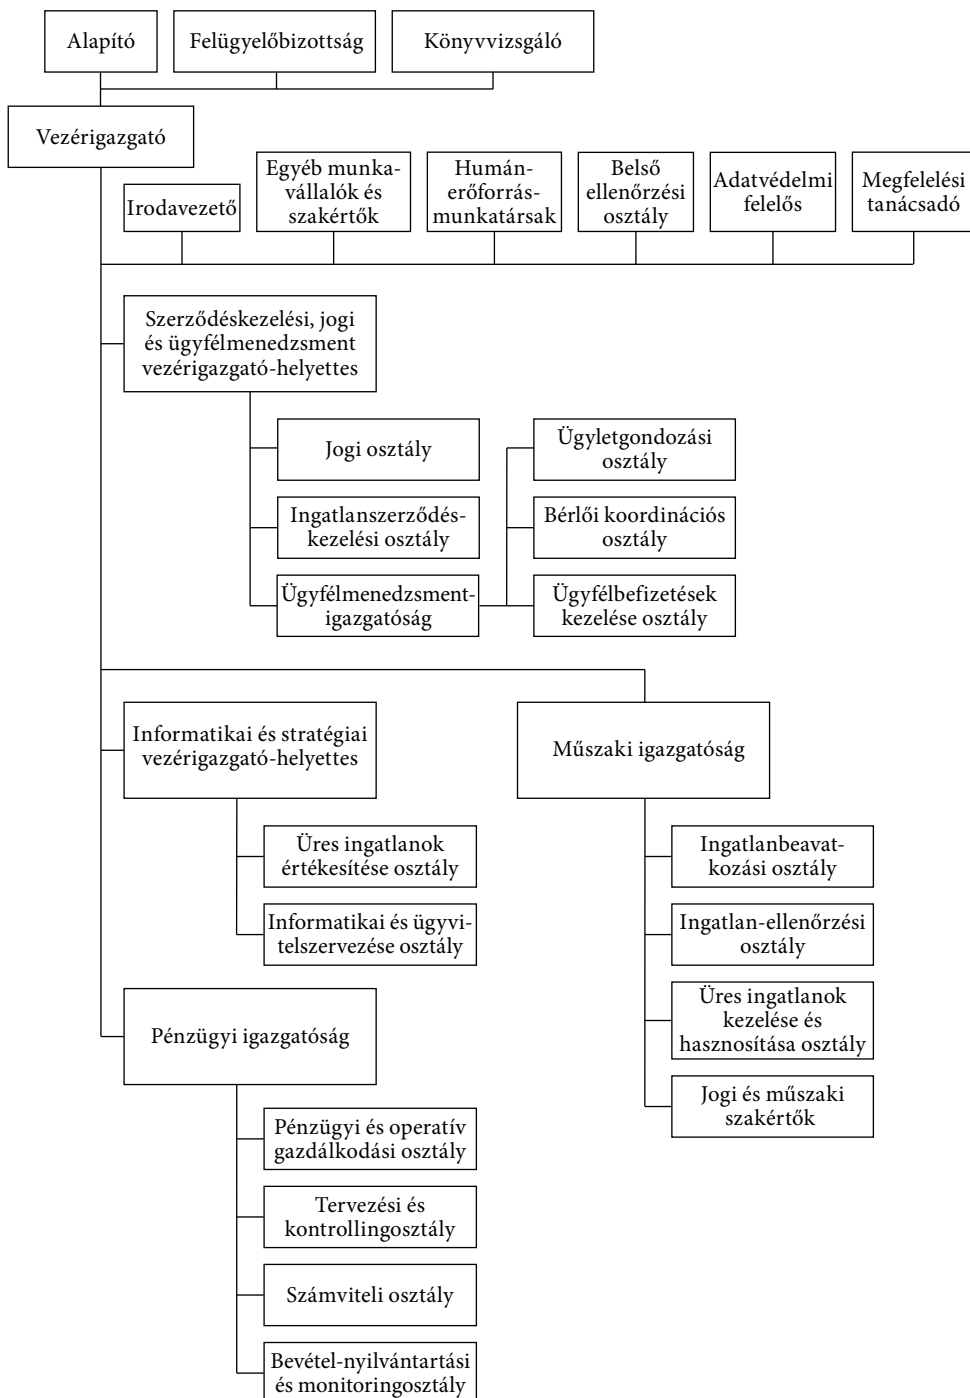 Alapító
Felügyelőbizottság
Könyvvizsgáló
Vezérigazgató
Irodavezető
Egyéb munka-
vállalók és
szakértők
Humán-
erőforrás-
munkatársak
Belső
ellenőrzési
osztály
Adatvédelmi
felelős
Megfelelési
tanácsadó
Szerződéskezelési, jogi
és ügyfélmenedzsment
vezérigazgató-helyettes
Jogi osztály
Ingatlanszerződés-
kezelési osztály
Ügyfélmenedzsment-
igazgatóság
Ügyletgondozási
osztály
Bérlői koordinációs
osztály
Ügyfélbefizetések
kezelése osztály
Informatikai és stratégiai
vezérigazgató-helyettes
Üres ingatlanok
értékesítése osztály
Informatikai és ügyvi-
telszervezése osztály
Műszaki igazgatóság
Ingatlanbeavat-
kozási osztály
Ingatlan-ellenőrzési
osztály
Üres ingatlanok
kezelése és
hasznosítása osztály
Jogi és műszaki
szakértők
Pénzügyi igazgatóság
Pénzügyi és operatív
gazdálkodási osztály
Tervezési és
kontrollingosztály
Számviteli osztály
Bevétel-nyilvántartási
és monitoringosztály